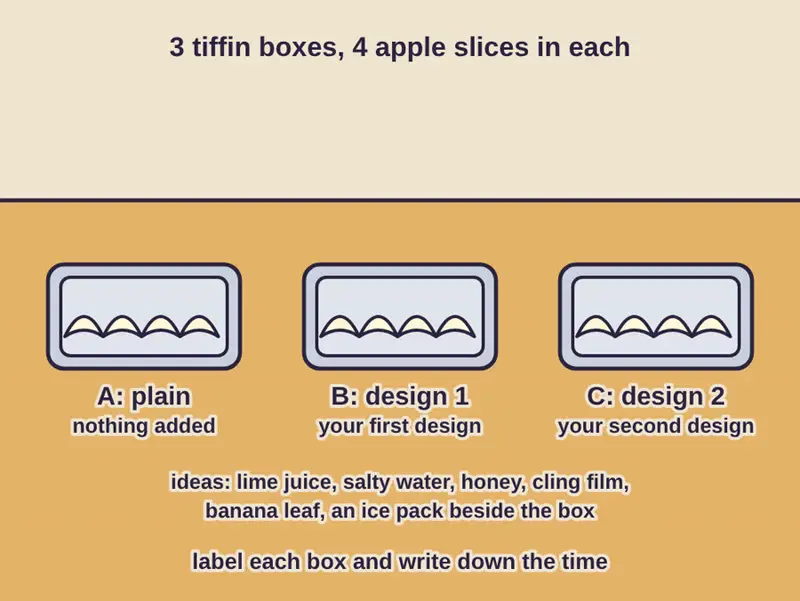 3 tiffin boxes, 4 apple slices in each
A: plain
nothing added
B: design 1
your first design
C: design 2
your second design
ideas: lime juice, salty water, honey, cling film,
banana leaf, an ice pack beside the box
label each box and write down the time